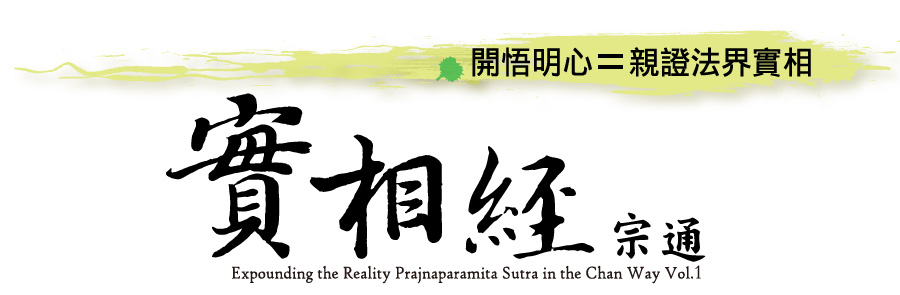 開悟明心＝親證法界實相
實相經 宗通
Expounding the Reality Prajnaparamita Sutra in the Chan Way Vol.1